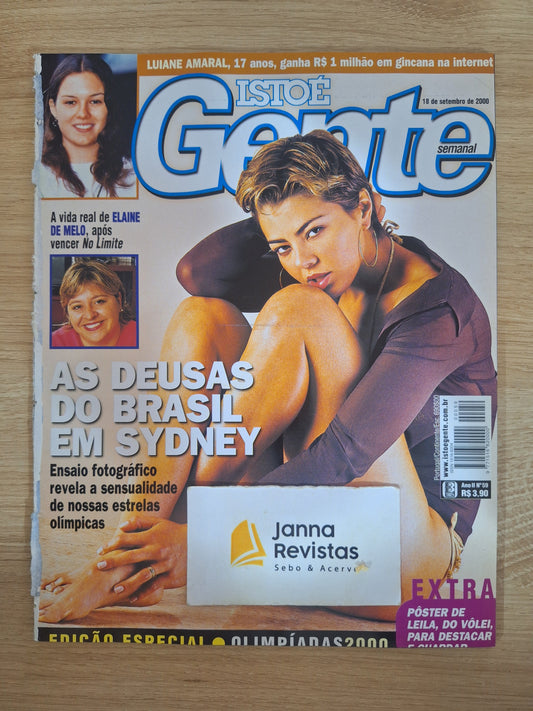 LUIANE AMARAL, 17 anos, ganha R$ 1 milhão em gincana na internet
ISTOÉ
18 de setembro de 2000
Gente
semanal
A vida real de ELAINE
DE MELO, após
vencer No Limite
AS DEUSAS
DO BRASIL
EM SYDNEY
Ensaio fotográfico
revela a sensualidade
de nossas estrelas
olímpicas
www.istoegente.com.br
Ano II Nº 59
R$ 3,90
Janna
Revistas
Sebo & Acervo
EXTRA
PÔSTER DE
LEILA, DO VÔLEI,
PARA DESTACAR
E GUARDAR
EDIÇÃO ESPECIAL OLIMPÍADAS 2000